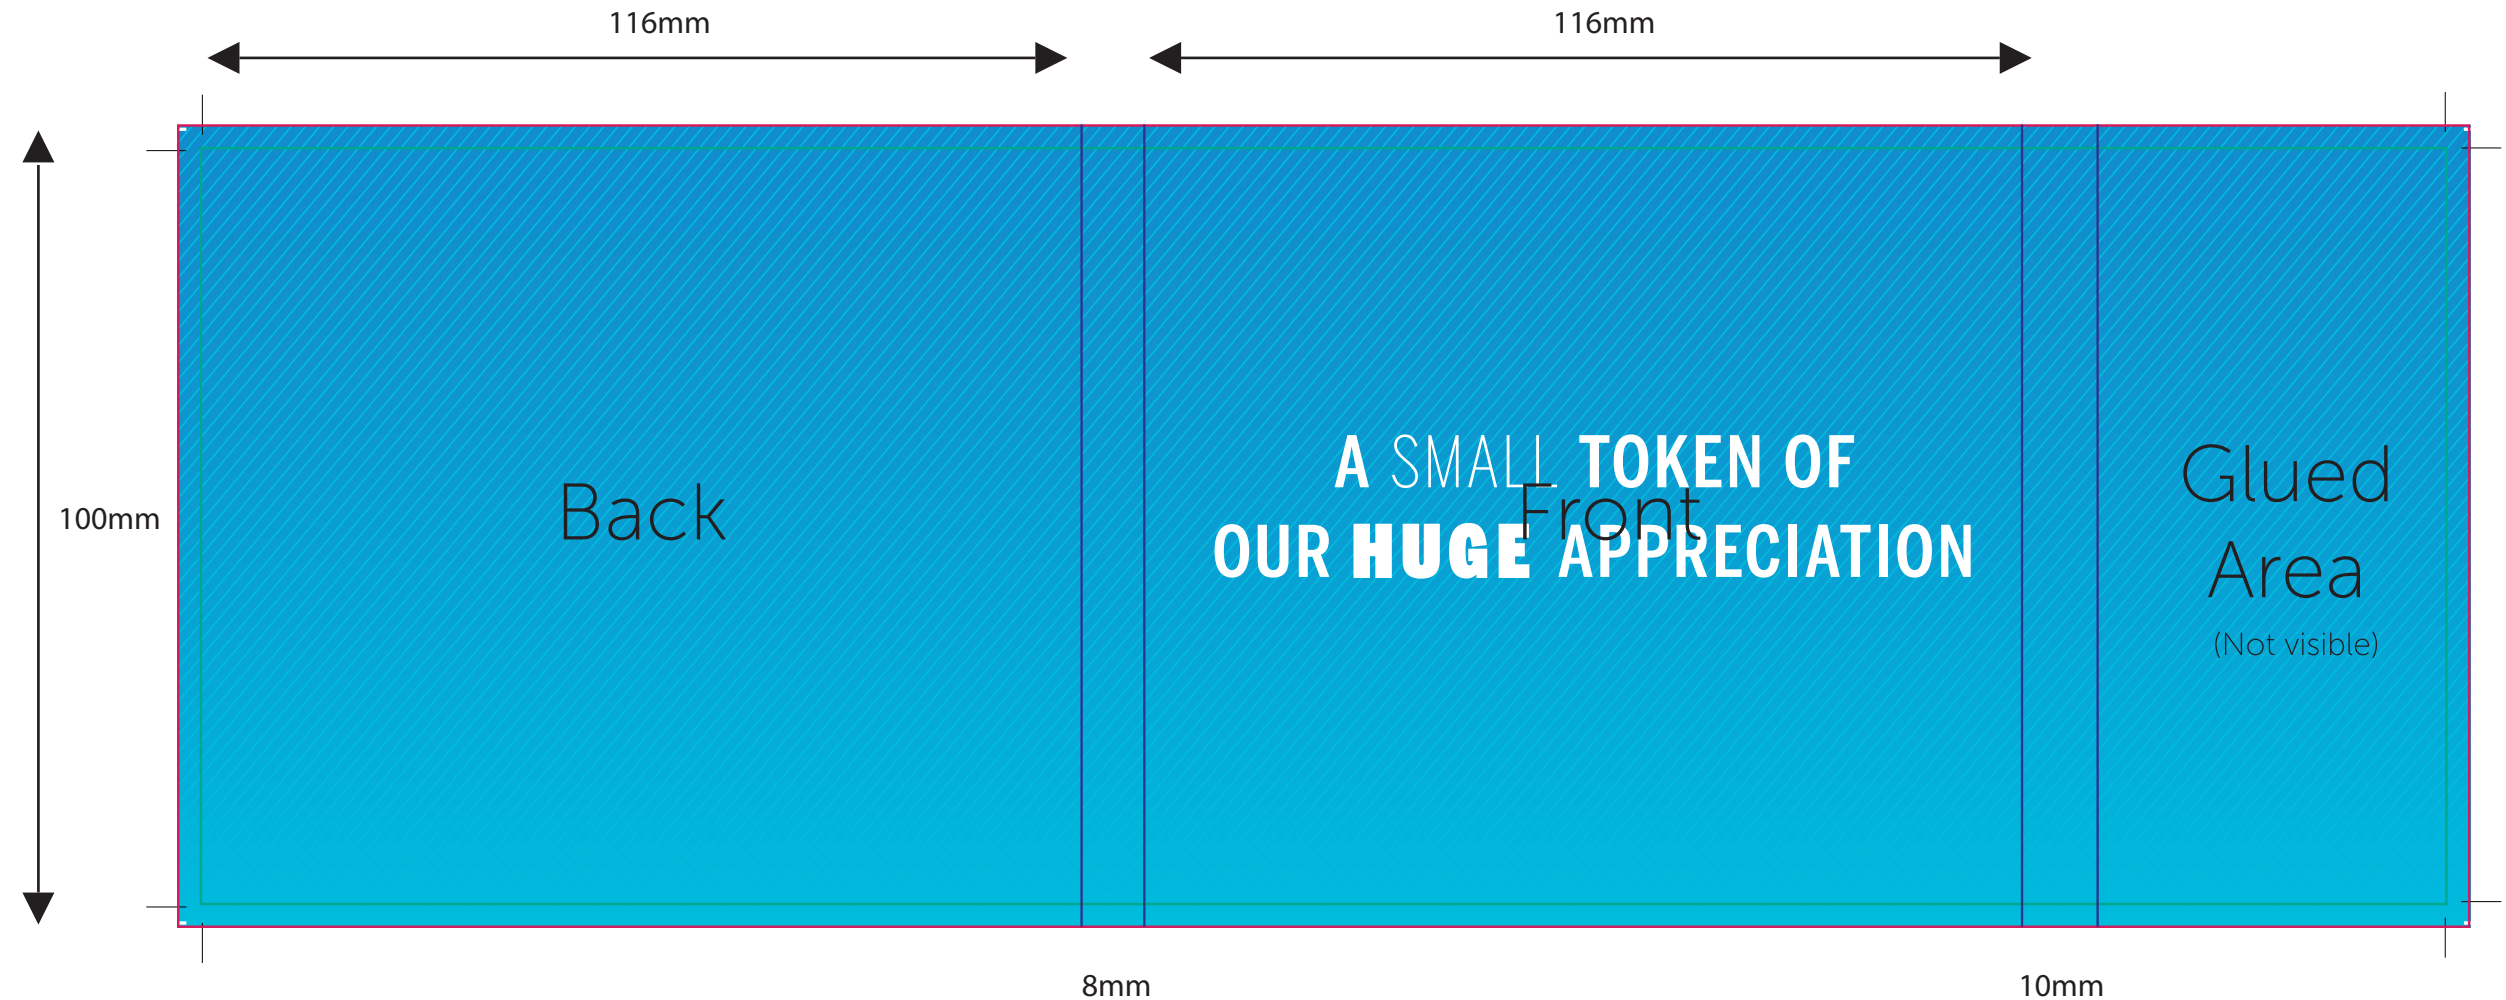 116mm
116mm
100mm
Back
A SMALL TOKEN OF
OUR HUGE APPRECIATION
Front
Glued
Area
(Not visible)
8mm
10mm